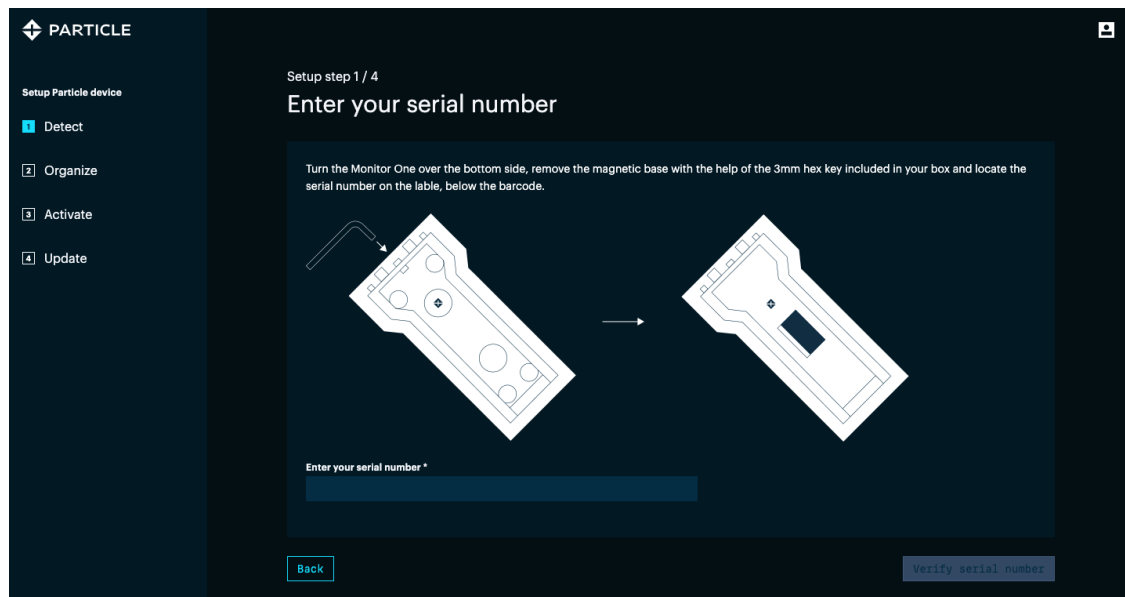 PARTICLE
Setup Particle device
1 Detect
2 Organize
3 Activate
4 Update
Setup step 1 / 4
Enter your serial number
Turn the Monitor One over the bottom side, remove the magnetic base with the help of the 3mm hex key included in your box and locate the
serial number on the lable, below the barcode.
Enter your serial number *
Back
Verify serial number